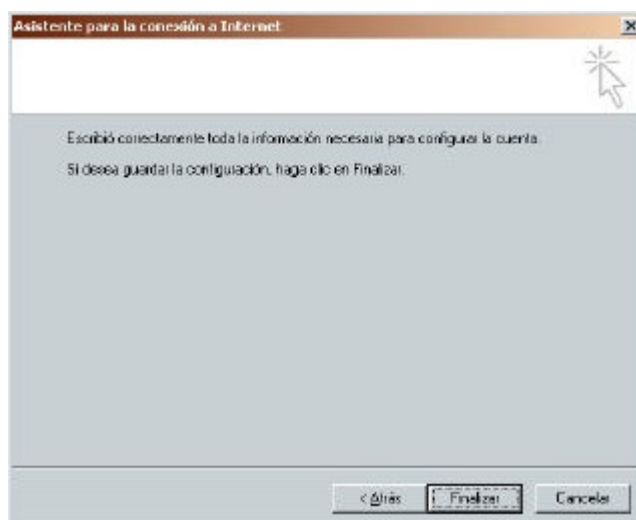 Asistente para la conexión a Internet
Escribió correctamente toda la información necesaria para configurar la cuenta.
Si desea guardar la configuración, haga clic en Finalizar.
< Atrás
Finalizar
Cancelar